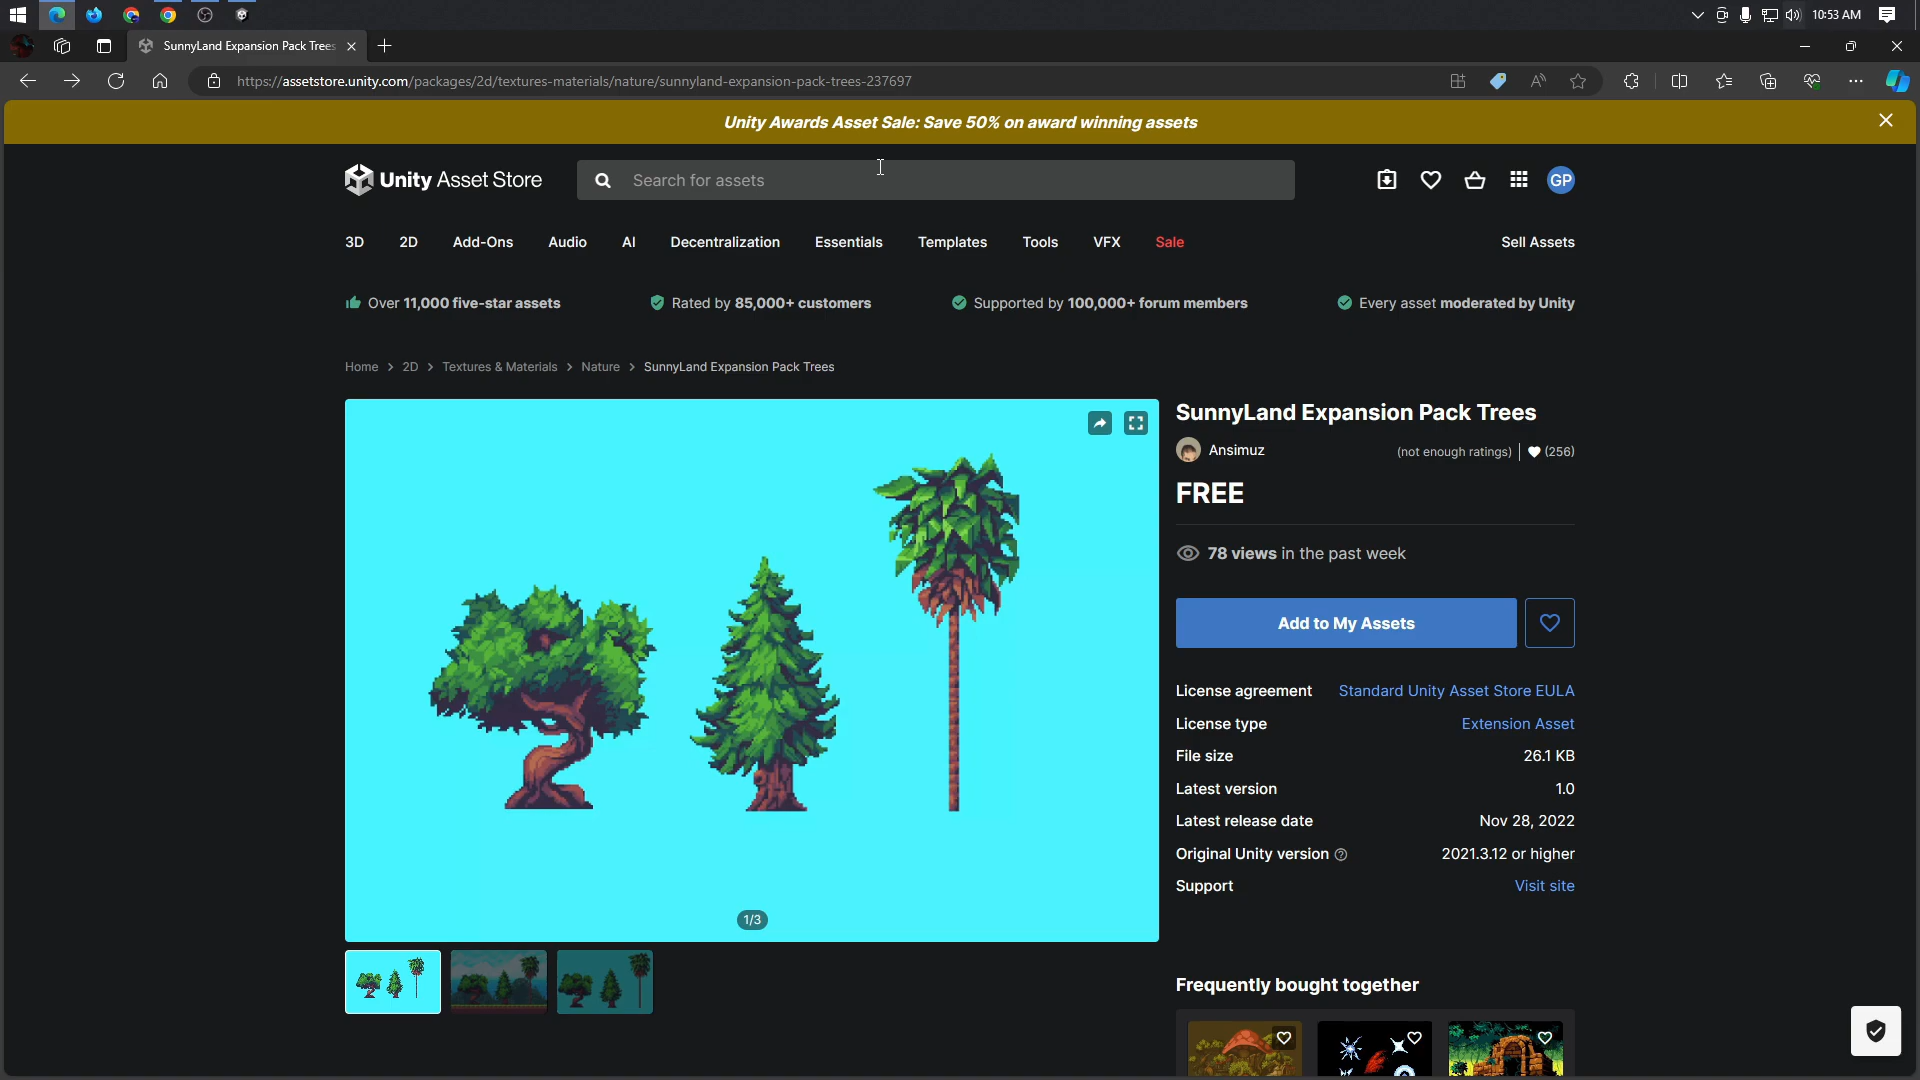 10:53 AM
SunnyLand Expansion Pack Trees
https://assetstore.unity.com/packages/2d/textures-materials/nature/sunnyland-expansion-pack-trees-237697
Unity Awards Asset Sale: Save 50% on award winning assets
Unity Asset Store
Search for assets
GP
3D 2D Add-Ons Audio AI Decentralization Essentials Templates Tools VFX Sale Sell Assets
Over 11,000 five-star assets Rated by 85,000+ customers Supported by 100,000+ forum members Every asset moderated by Unity
Home > 2D > Textures & Materials > Nature > SunnyLand Expansion Pack Trees
SunnyLand Expansion Pack Trees
Ansimuz (not enough ratings) | (256)
FREE
78 views in the past week
Add to My Assets
License agreement Standard Unity Asset Store EULA
License type Extension Asset
File size 26.1 KB
Latest version 1.0
Latest release date Nov 28, 2022
Original Unity version 2021.3.12 or higher
Support Visit site
1/3
Frequently bought together